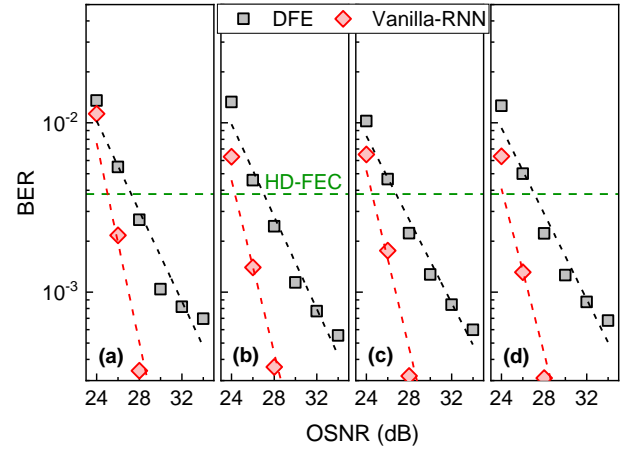 DFE Vanilla-RNN
BER
10-2
10-3
HD-FEC
(a) (b) (c) (d)
24 28 32 24 28 32 24 28 32 24 28 32
OSNR (dB)